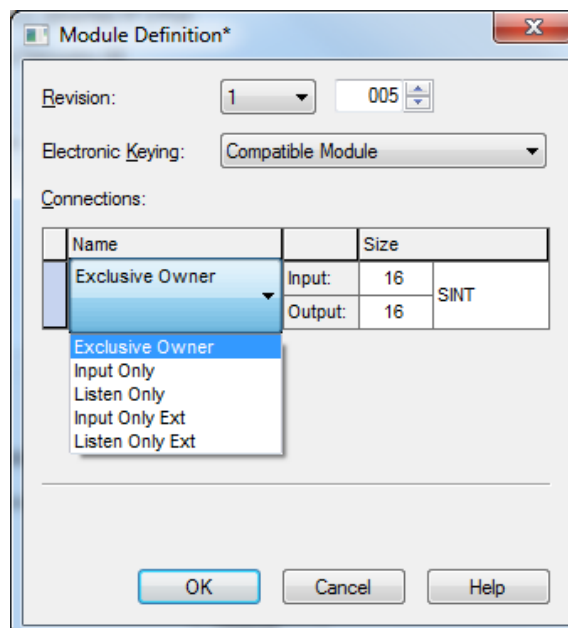 Module Definition*
Revision: 1 005
Electronic Keying: Compatible Module
Connections:
Name Size
Exclusive Owner Input: 16 SINT
Output: 16
Exclusive Owner
Input Only
Listen Only
Input Only Ext
Listen Only Ext
OK Cancel Help